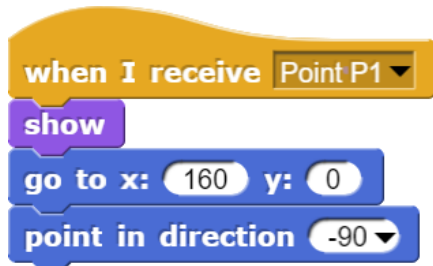 when I receive Point P1
show
go to x: 160 y: 0
point in direction -90